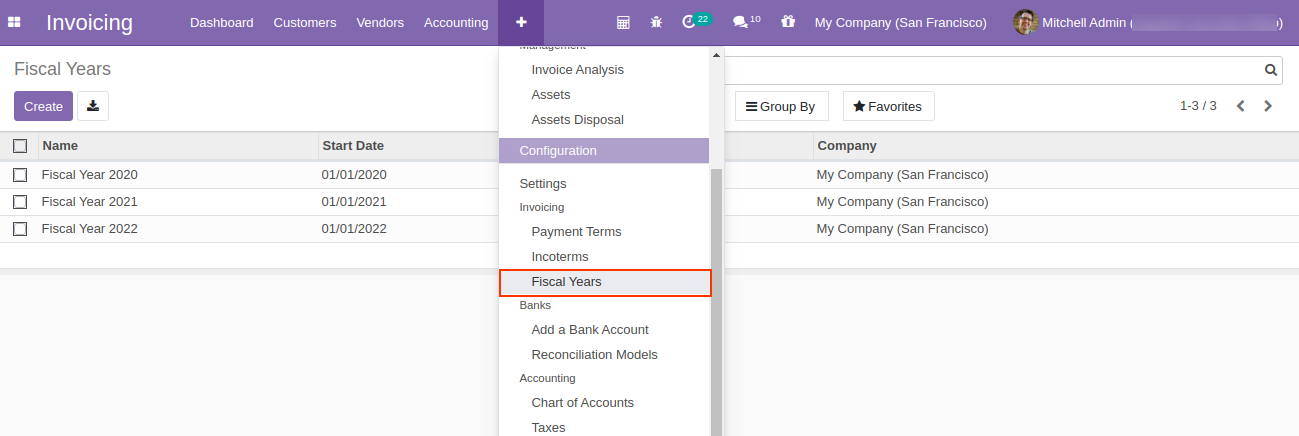 Invoicing Dashboard Customers Vendors Accounting + 22 10 My Company (San Francisco) Mitchell Admin ( )
Fiscal Years
Create
Group By Favorites 1-3 / 3
Name Start Date Company
Fiscal Year 2020 01/01/2020 My Company (San Francisco)
Fiscal Year 2021 01/01/2021 My Company (San Francisco)
Fiscal Year 2022 01/01/2022 My Company (San Francisco)
Management
Invoice Analysis
Assets
Assets Disposal
Configuration
Settings
Invoicing
Payment Terms
Incoterms
Fiscal Years
Banks
Add a Bank Account
Reconciliation Models
Accounting
Chart of Accounts
Taxes